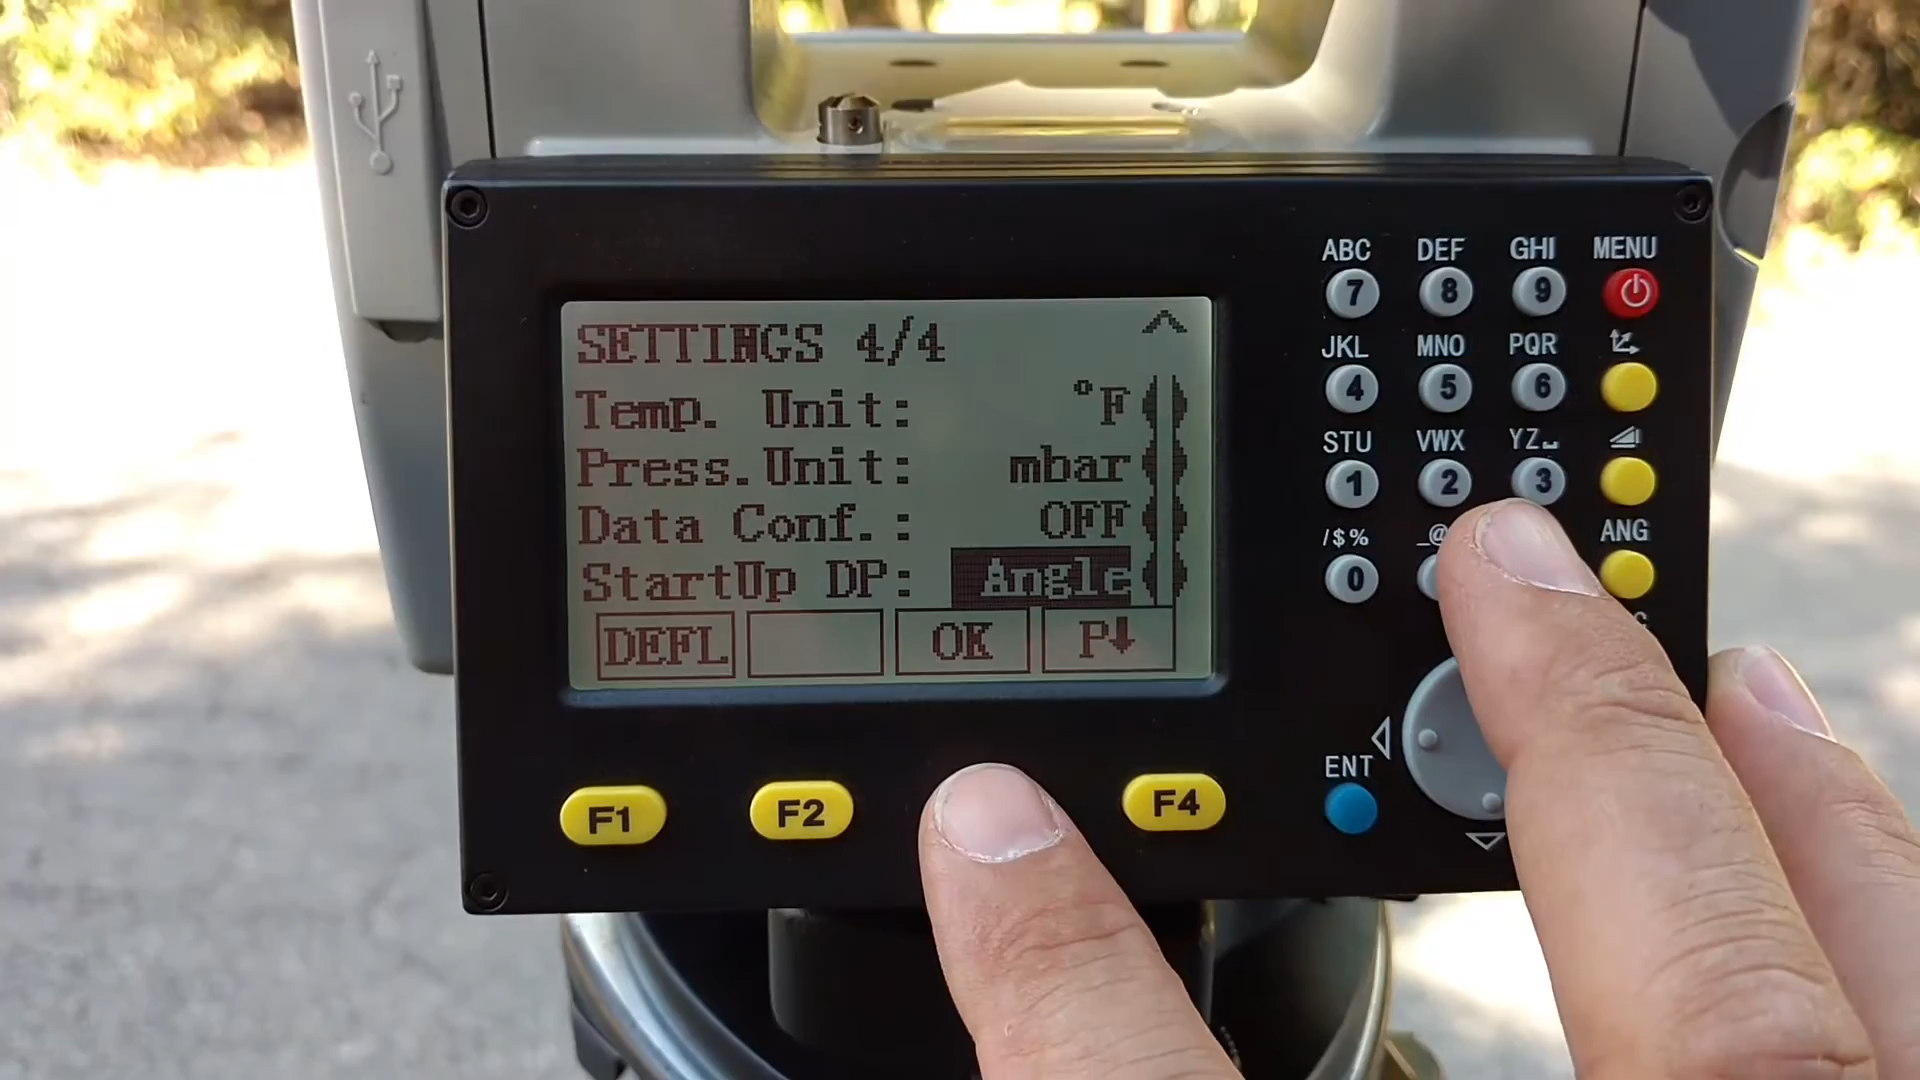 SETTINGS 4/4
Temp. Unit: °F
Press.Unit: mbar
Data Conf.: OFF
StartUp DP: Angle
DEFL OK P↓
F1 F2 F4
ABC DEF GHI MENU
7 8 9
JKL MNO PQR
4 5 6
STU VWX YZ
1 2 3
/$% _@ ANG
0
ENT